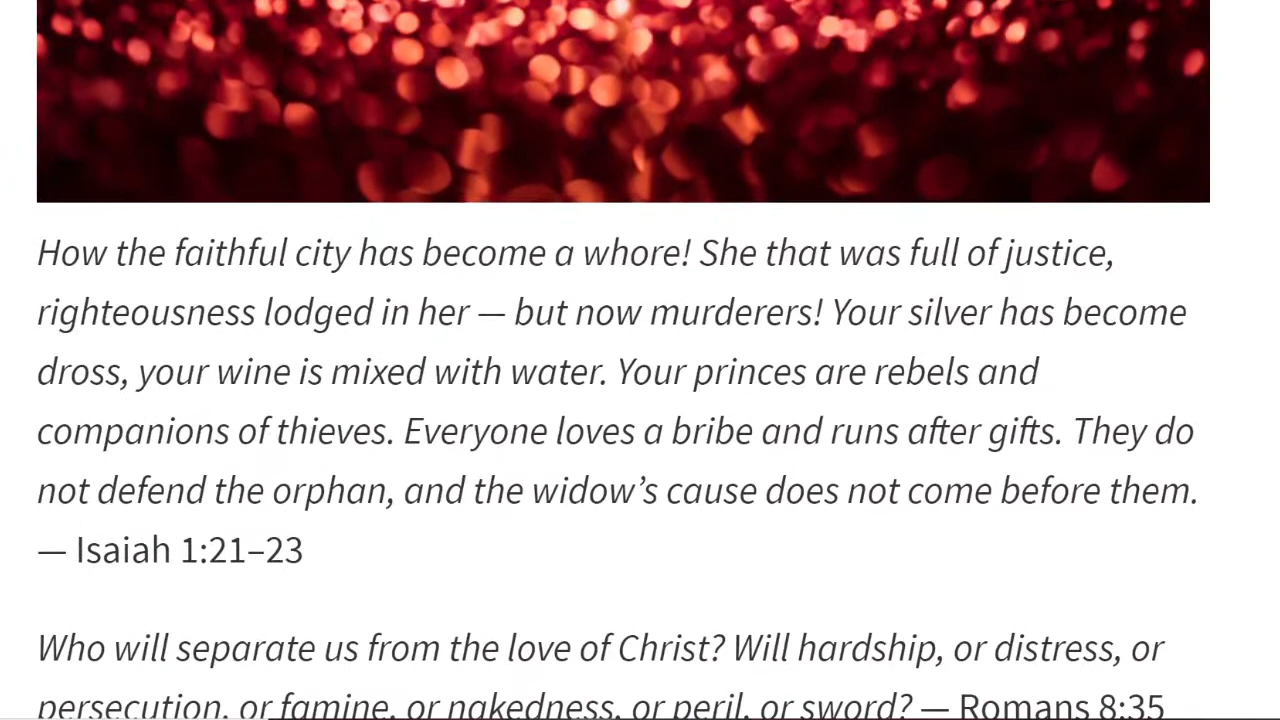 How the faithful city has become a whore! She that was full of justice,
righteousness lodged in her — but now murderers! Your silver has become
dross, your wine is mixed with water. Your princes are rebels and
companions of thieves. Everyone loves a bribe and runs after gifts. They do
not defend the orphan, and the widow’s cause does not come before them.
— Isaiah 1:21–23
Who will separate us from the love of Christ? Will hardship, or distress, or
persecution, or famine, or nakedness, or peril, or sword? — Romans 8:35